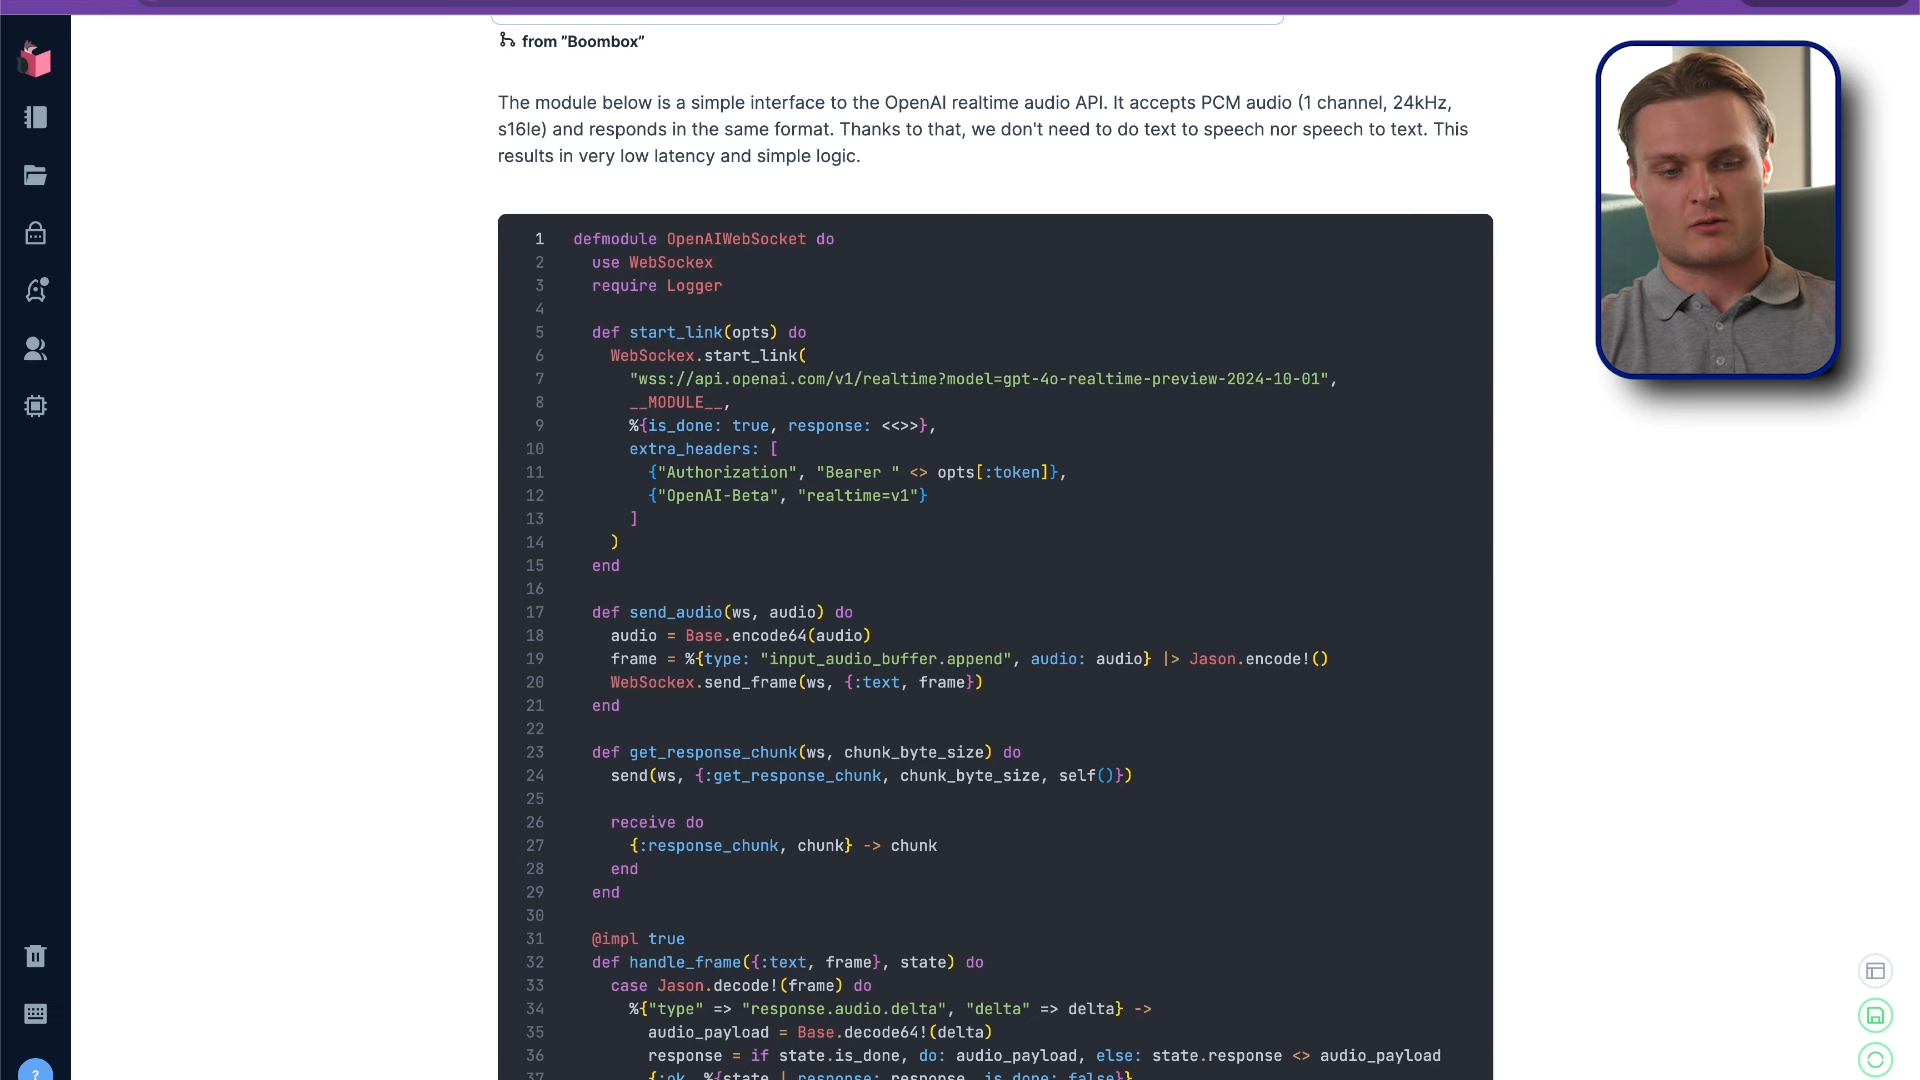 from ”Boombox”
The module below is a simple interface to the OpenAI realtime audio API. It accepts PCM audio (1 channel, 24kHz,
s16le) and responds in the same format. Thanks to that, we don't need to do text to speech nor speech to text. This
results in very low latency and simple logic.
1 defmodule OpenAIWebSocket do
2 use WebSockex
3 require Logger
4
5 def start_link(opts) do
6 WebSockex.start_link(
7 "wss://api.openai.com/v1/realtime?model=gpt-4o-realtime-preview-2024-10-01",
8 __MODULE__,
9 %{is_done: true, response: <<>>},
10 extra_headers: [
11 {"Authorization", "Bearer " <> opts[:token]},
12 {"OpenAI-Beta", "realtime=v1"}
13 ]
14 )
15 end
16
17 def send_audio(ws, audio) do
18 audio = Base.encode64(audio)
19 frame = %{type: "input_audio_buffer.append", audio: audio} |> Jason.encode!()
20 WebSockex.send_frame(ws, {:text, frame})
21 end
22
23 def get_response_chunk(ws, chunk_byte_size) do
24 send(ws, {:get_response_chunk, chunk_byte_size, self()})
25
26 receive do
27 {:response_chunk, chunk} -> chunk
28 end
29 end
30
31 @impl true
32 def handle_frame({:text, frame}, state) do
33 case Jason.decode!(frame) do
34 %{"type" => "response.audio.delta", "delta" => delta} ->
35 audio_payload = Base.decode64!(delta)
36 response = if state.is_done, do: audio_payload, else: state.response <> audio_payload
37 {:ok, %{state | response: response, is_done: false}}
?